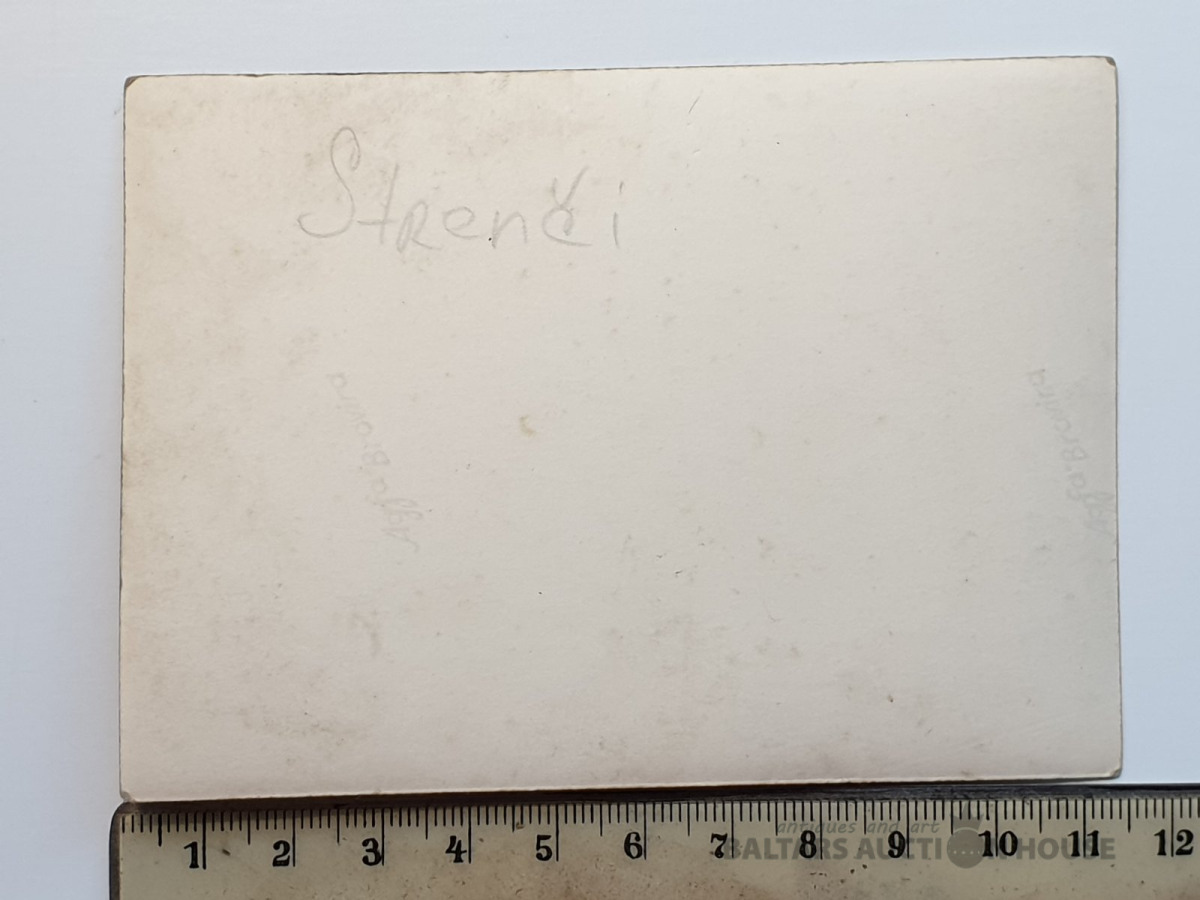 Strenči
Agfa Brovira
Agfa Brovira
1 2 3 4 5 6 7 8 9 10 11 12
antiques and art
BALTARS AUCTION HOUSE